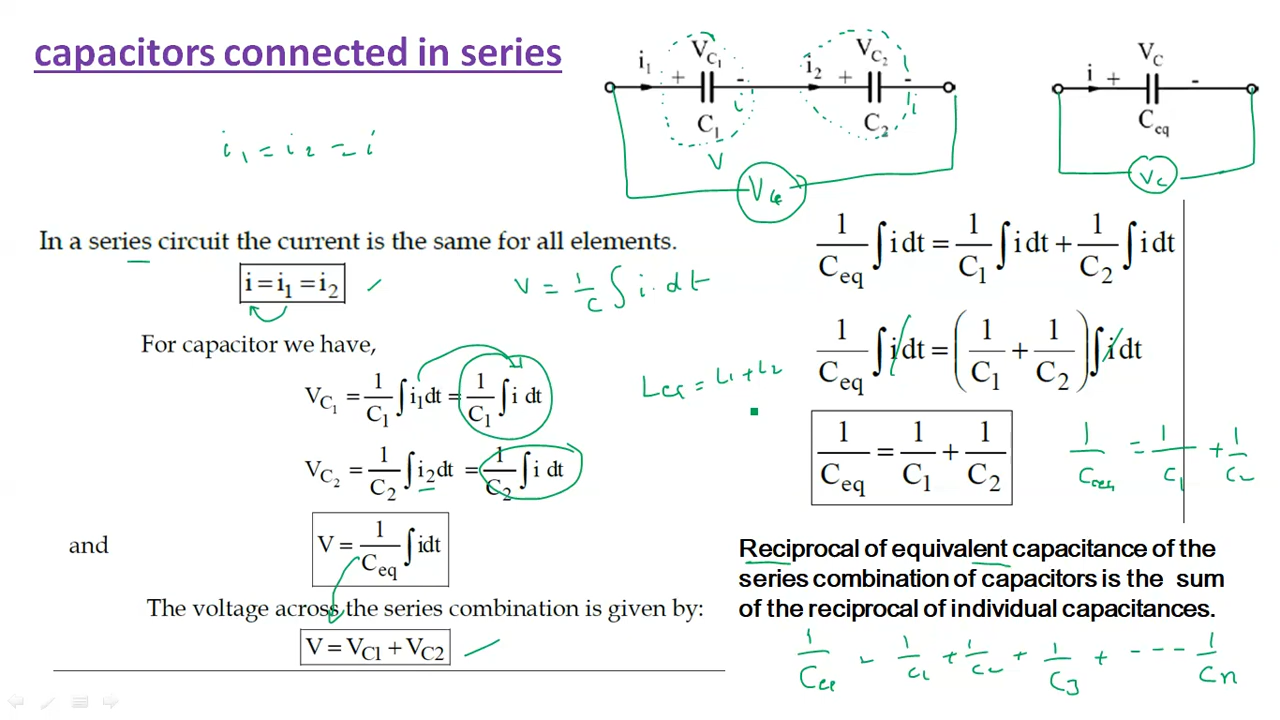 capacitors connected in series
i₁ + V_C₁ - C₁ i₂ + V_C₂ - C₂
i + V_C - C_eq
i i
V
V_eq
V_C
i₁ = i₂ = i
In a series circuit the current is the same for all elements.
i = i₁ = i₂
V = 1/C ∫ i. dt
For capacitor we have,
V_C₁ = 1/C₁ ∫ i₁dt = 1/C₁ ∫ i dt
V_C₂ = 1/C₂ ∫ i₂dt = 1/C₂ ∫ i dt
and V = 1/C_eq ∫ idt
The voltage across the series combination is given by:
V = V_C1 + V_C2
1/C_eq ∫ i dt = 1/C₁ ∫ i dt + 1/C₂ ∫ i dt
1/C_eq ∫ i dt = (1/C₁ + 1/C₂) ∫ i dt
L_eq = L₁ + L₂
1/C_eq = 1/C₁ + 1/C₂
1/C_eq = 1/C₁ + 1/C₂
Reciprocal of equivalent capacitance of the
series combination of capacitors is the sum
of the reciprocal of individual capacitances.
1/C_eq = 1/C₁ + 1/C₂ + 1/C₃ + --- 1/Cn